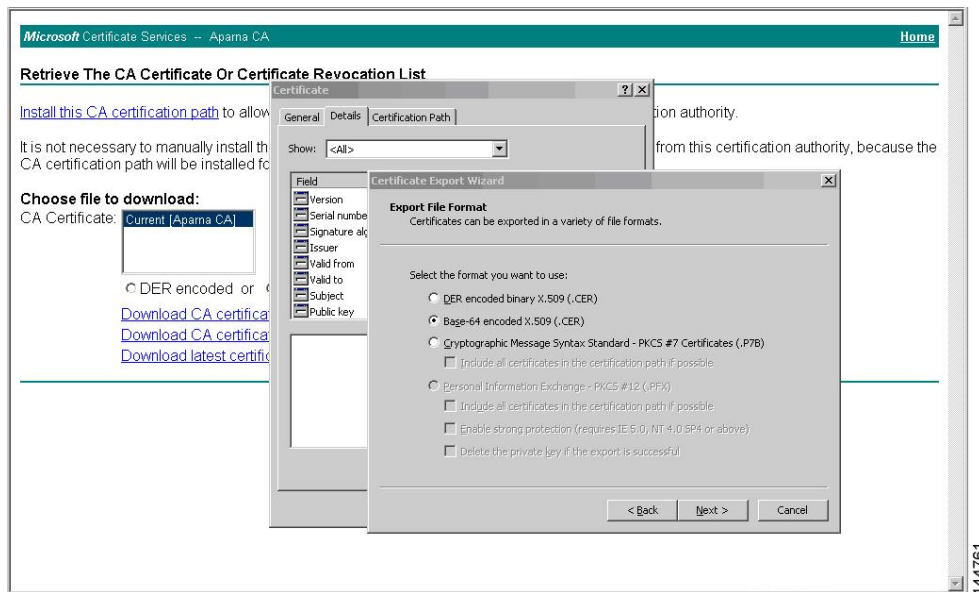 Microsoft Certificate Services -- Aparna CA
Home
Retrieve The CA Certificate Or Certificate Revocation List
Install this CA certification path to allow
tion authority.
It is not necessary to manually install th
from this certification authority, because the
CA certification path will be installed fo
Choose file to download:
CA Certificate:
Current [Aparna CA]
DER encoded or
Download CA certifica
Download CA certifica
Download latest certific
Certificate
General
Details
Certification Path
Show:
<All>
Field
Version
Serial numbe
Signature alg
Issuer
Valid from
Valid to
Subject
Public key
Certificate Export Wizard
Export File Format
Certificates can be exported in a variety of file formats.
Select the format you want to use:
DER encoded binary X.509 (.CER)
Base-64 encoded X.509 (.CER)
Cryptographic Message Syntax Standard - PKCS #7 Certificates (.P7B)
Include all certificates in the certification path if possible
Personal Information Exchange - PKCS #12 (.PFX)
Include all certificates in the certification path if possible
Enable strong protection (requires IE 5.0, NT 4.0 SP4 or above)
Delete the private key if the export is successful
< Back
Next >
Cancel
144761